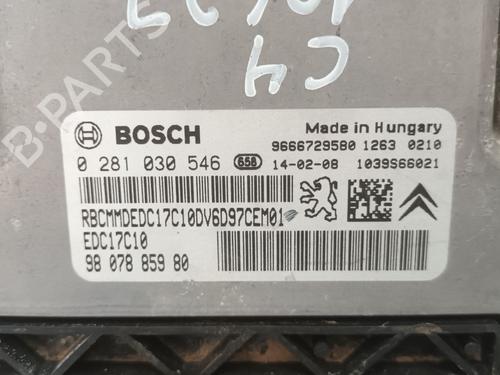 C4
BOSCH
Made in Hungary
9666729580 1263 0210
0 281 030 546 658 14-02-08 1039S66021
RBCMMDEDC17C10DV6D97CEM01
EDC17C10
98 078 859 80
B-Parts